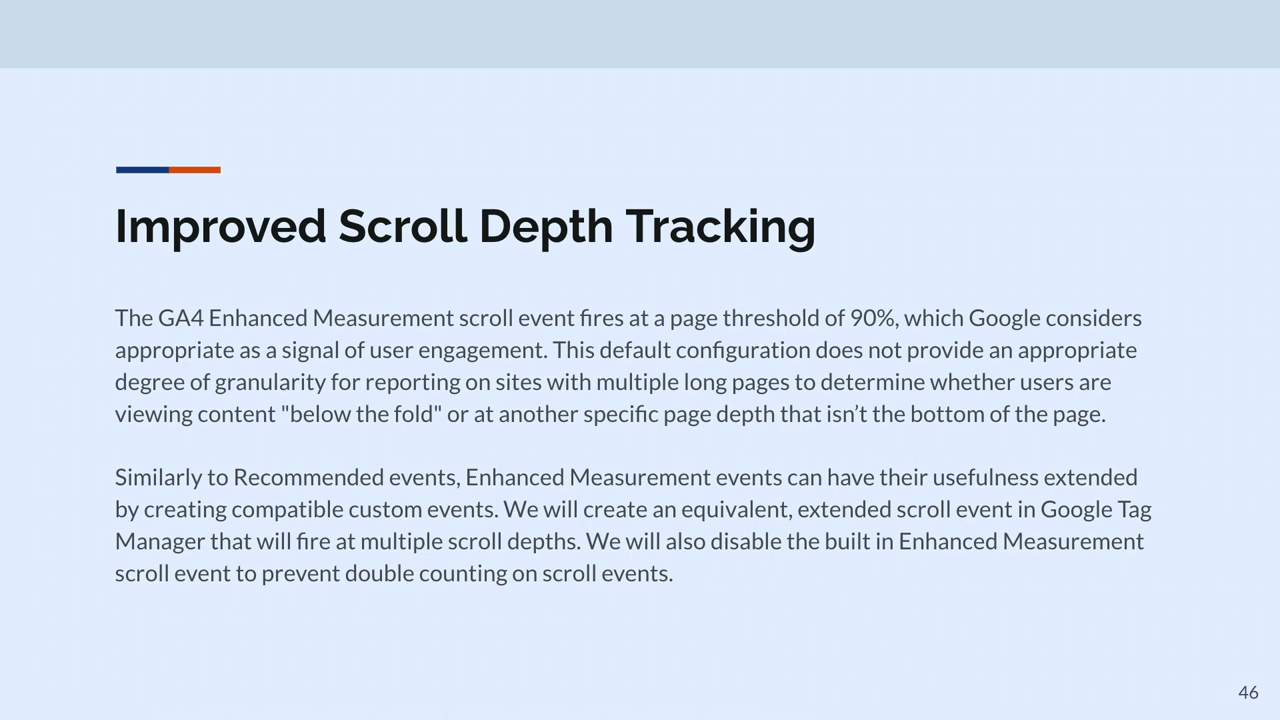 Improved Scroll Depth Tracking
The GA4 Enhanced Measurement scroll event fires at a page threshold of 90%, which Google considers
appropriate as a signal of user engagement. This default configuration does not provide an appropriate
degree of granularity for reporting on sites with multiple long pages to determine whether users are
viewing content "below the fold" or at another specific page depth that isn’t the bottom of the page.
Similarly to Recommended events, Enhanced Measurement events can have their usefulness extended
by creating compatible custom events. We will create an equivalent, extended scroll event in Google Tag
Manager that will fire at multiple scroll depths. We will also disable the built in Enhanced Measurement
scroll event to prevent double counting on scroll events.
46